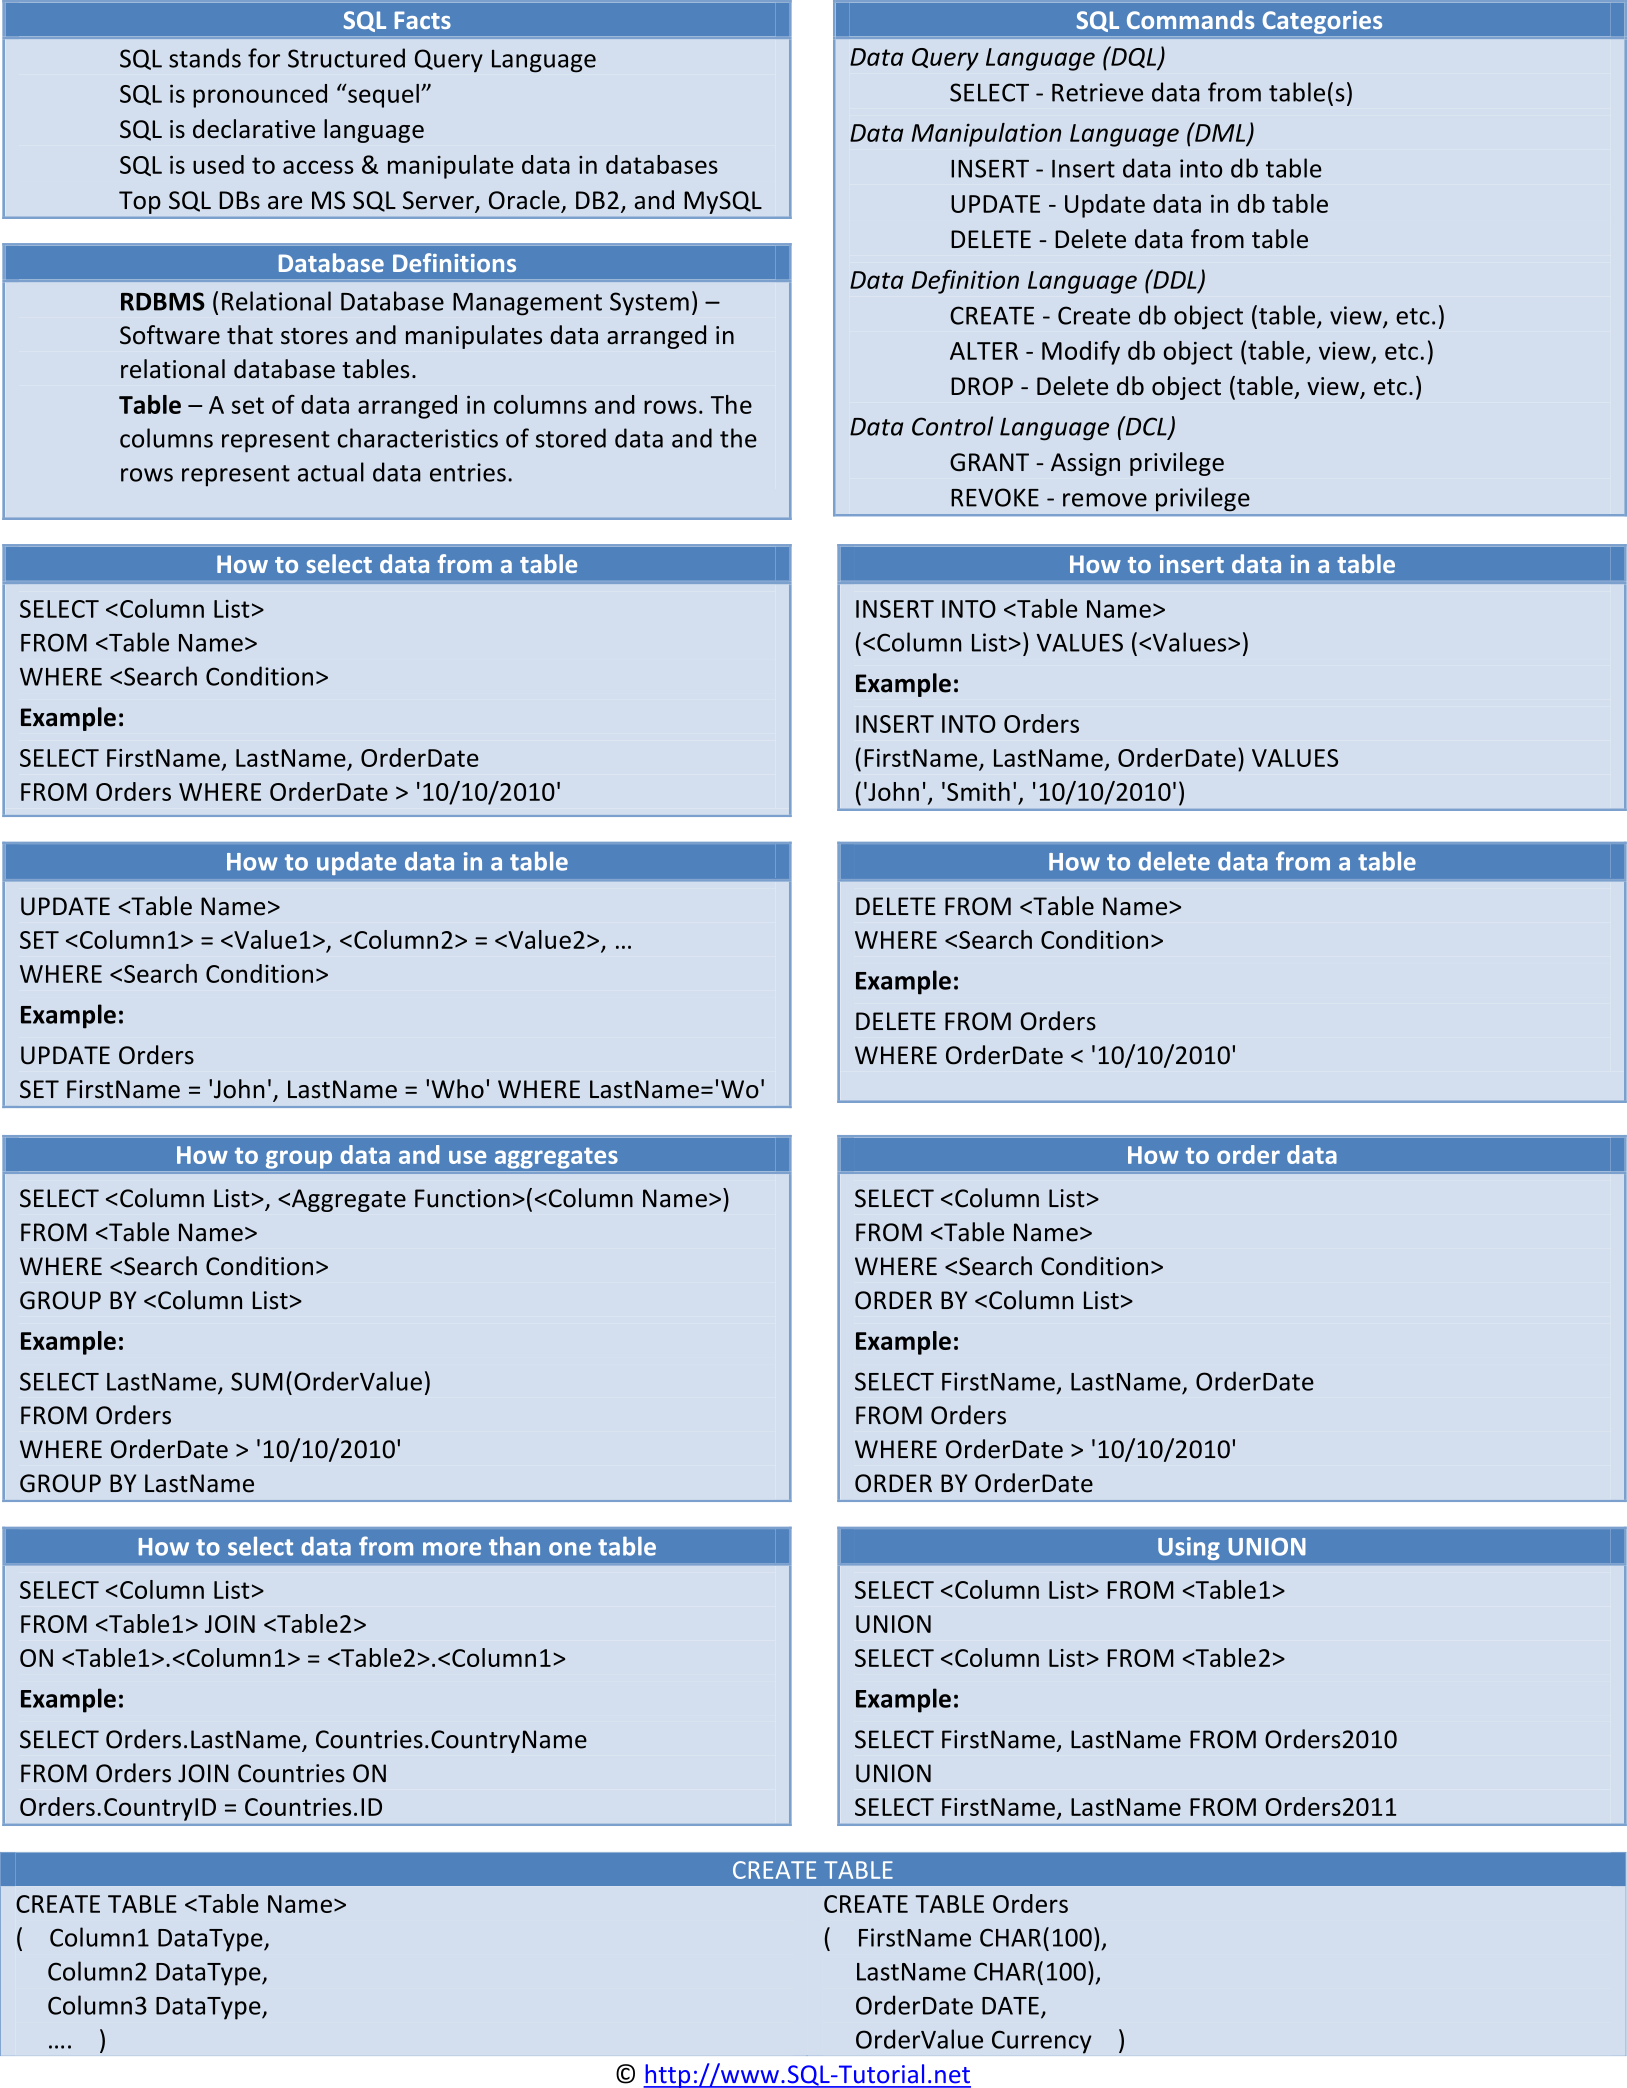 SQL Facts
SQL stands for Structured Query Language
SQL is pronounced “sequel”
SQL is declarative language
SQL is used to access & manipulate data in databases
Top SQL DBs are MS SQL Server, Oracle, DB2, and MySQL
Database Definitions
RDBMS (Relational Database Management System) –
Software that stores and manipulates data arranged in
relational database tables.
Table – A set of data arranged in columns and rows. The
columns represent characteristics of stored data and the
rows represent actual data entries.
SQL Commands Categories
Data Query Language (DQL)
SELECT - Retrieve data from table(s)
Data Manipulation Language (DML)
INSERT - Insert data into db table
UPDATE - Update data in db table
DELETE - Delete data from table
Data Definition Language (DDL)
CREATE - Create db object (table, view, etc.)
ALTER - Modify db object (table, view, etc.)
DROP - Delete db object (table, view, etc.)
Data Control Language (DCL)
GRANT - Assign privilege
REVOKE - remove privilege
How to select data from a table
SELECT <Column List>
FROM <Table Name>
WHERE <Search Condition>
Example:
SELECT FirstName, LastName, OrderDate
FROM Orders WHERE OrderDate > '10/10/2010'
How to insert data in a table
INSERT INTO <Table Name>
(<Column List>) VALUES (<Values>)
Example:
INSERT INTO Orders
(FirstName, LastName, OrderDate) VALUES
('John', 'Smith', '10/10/2010')
How to update data in a table
UPDATE <Table Name>
SET <Column1> = <Value1>, <Column2> = <Value2>, …
WHERE <Search Condition>
Example:
UPDATE Orders
SET FirstName = 'John', LastName = 'Who' WHERE LastName='Wo'
How to delete data from a table
DELETE FROM <Table Name>
WHERE <Search Condition>
Example:
DELETE FROM Orders
WHERE OrderDate < '10/10/2010'
How to group data and use aggregates
SELECT <Column List>, <Aggregate Function>(<Column Name>)
FROM <Table Name>
WHERE <Search Condition>
GROUP BY <Column List>
Example:
SELECT LastName, SUM(OrderValue)
FROM Orders
WHERE OrderDate > '10/10/2010'
GROUP BY LastName
How to order data
SELECT <Column List>
FROM <Table Name>
WHERE <Search Condition>
ORDER BY <Column List>
Example:
SELECT FirstName, LastName, OrderDate
FROM Orders
WHERE OrderDate > '10/10/2010'
ORDER BY OrderDate
How to select data from more than one table
SELECT <Column List>
FROM <Table1> JOIN <Table2>
ON <Table1>.<Column1> = <Table2>.<Column1>
Example:
SELECT Orders.LastName, Countries.CountryName
FROM Orders JOIN Countries ON
Orders.CountryID = Countries.ID
Using UNION
SELECT <Column List> FROM <Table1>
UNION
SELECT <Column List> FROM <Table2>
Example:
SELECT FirstName, LastName FROM Orders2010
UNION
SELECT FirstName, LastName FROM Orders2011
CREATE TABLE
CREATE TABLE <Table Name>
( Column1 DataType,
Column2 DataType,
Column3 DataType,
…. )
CREATE TABLE Orders
( FirstName CHAR(100),
LastName CHAR(100),
OrderDate DATE,
OrderValue Currency )
© http://www.SQL-Tutorial.net